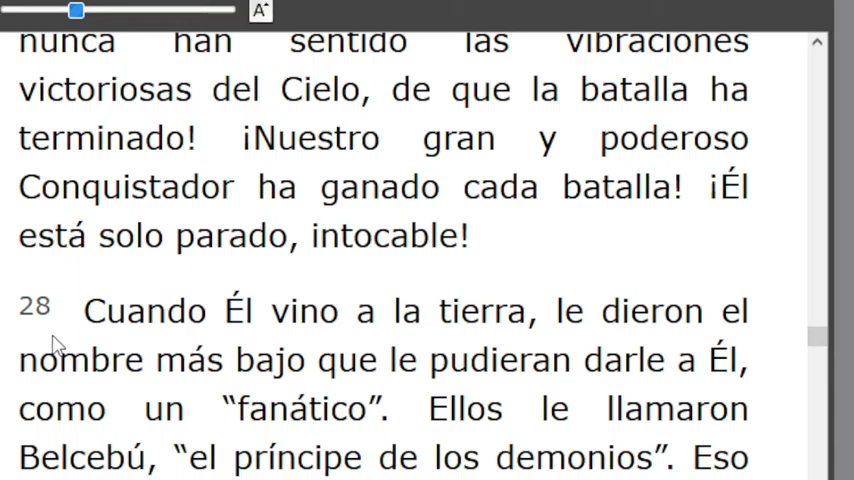 A
nunca han sentido las vibraciones
victoriosas del Cielo, de que la batalla ha
terminado! ¡Nuestro gran y poderoso
Conquistador ha ganado cada batalla! ¡Él
está solo parado, intocable!
28 Cuando Él vino a la tierra, le dieron el
nombre más bajo que le pudieran darle a Él,
como un “fanático”. Ellos le llamaron
Belcebú, “el príncipe de los demonios”. Eso